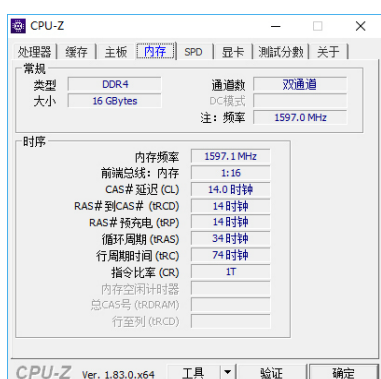 CPU-Z
处理器 缓存 主板 内存 SPD 显卡 测试分數 关于
常规
类型 DDR4 通道数 双通道
大小 16 GBytes DC模式
注: 频率 1597.0 MHz
时序
内存频率 1597.1 MHz
前端总线: 内存 1:16
CAS# 延迟 (CL) 14.0 时钟
RAS# 到CAS# (tRCD) 14 时钟
RAS# 预充电 (tRP) 14 时钟
循环周期 (tRAS) 34 时钟
行周期时间 (tRC) 74 时钟
指令比率 (CR) 1T
内存空闲计时器
总CAS号 (tRDRAM)
行至列 (tRCD)
CPU-Z Ver. 1.83.0.x64 工具 验证 确定